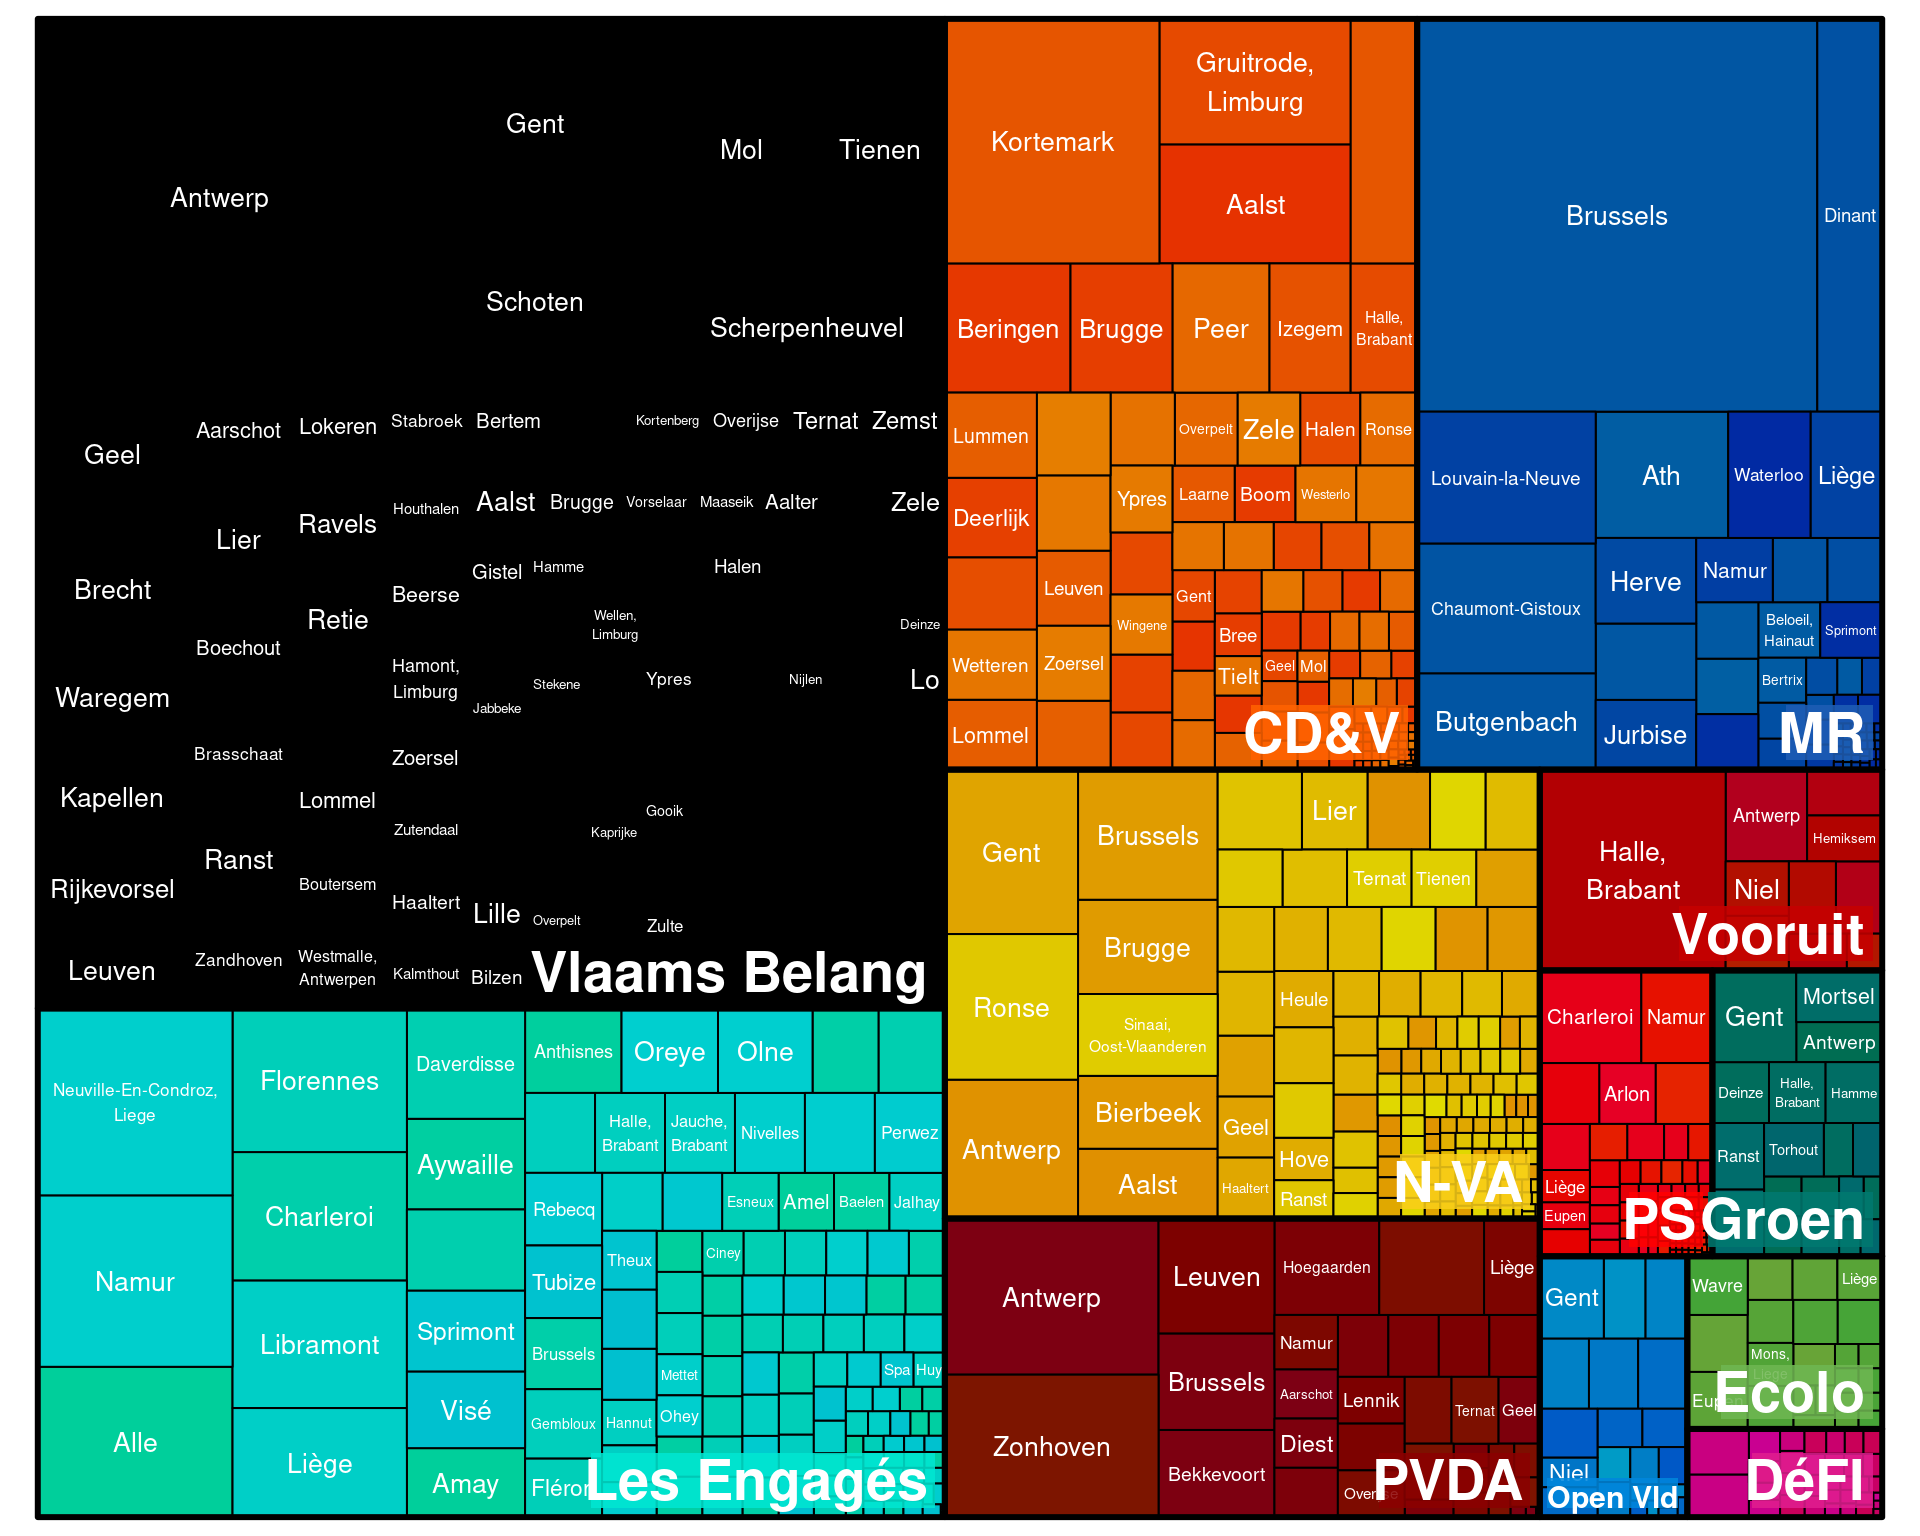 Gent
Mol
Tienen
Antwerp
Schoten
Scherpenheuvel
Geel
Aarschot
Lokeren
Stabroek
Bertem
Kortenberg
Overijse
Ternat
Zemst
Lier
Ravels
Houthalen
Aalst
Brugge
Vorselaar
Maaseik
Aalter
Zele
Brecht
Retie
Beerse
Gistel
Hamme
Halen
Wellen,
Limburg
Deinze
Boechout
Waregem
Hamont,
Limburg
Jabbeke
Stekene
Ypres
Nijlen
Lo
Brasschaat
Zoersel
Kapellen
Lommel
Zutendaal
Kaprijke
Gooik
Ranst
Rijkevorsel
Boutersem
Haaltert
Lille
Overpelt
Zulte
Leuven
Zandhoven
Westmalle,
Antwerpen
Kalmthout
Bilzen
Vlaams Belang
Kortemark
Gruitrode,
Limburg
Aalst
Beringen
Brugge
Peer
Izegem
Halle,
Brabant
Lummen
Overpelt
Zele
Halen
Ronse
Deerlijk
Ypres
Laarne
Boom
Westerlo
Leuven
Gent
Wingene
Bree
Wetteren
Zoersel
Tielt
Geel
Mol
Lommel
CD&V
Brussels
Dinant
Louvain-la-Neuve
Ath
Waterloo
Liège
Chaumont-Gistoux
Herve
Namur
Beloeil,
Hainaut
Sprimont
Bertrix
Butgenbach
Jurbise
MR
Neuville-En-Condroz,
Liege
Florennes
Daverdisse
Anthisnes
Oreye
Olne
Aywaille
Halle,
Brabant
Jauche,
Brabant
Nivelles
Perwez
Namur
Charleroi
Rebecq
Esneux
Amel
Baelen
Jalhay
Theux
Ciney
Tubize
Libramont
Sprimont
Brussels
Mettet
Spa
Huy
Alle
Liège
Visé
Gembloux
Hannut
Ohey
Amay
Fléron
Les Engagés
Gent
Brussels
Lier
Ternat
Tienen
Brugge
Ronse
Sinaai,
Oost-Vlaanderen
Heule
Antwerp
Bierbeek
Geel
Hove
Aalst
Haaltert
Ranst
N-VA
Antwerp
Leuven
Hoegaarden
Liège
Namur
Brussels
Aarschot
Lennik
Ternat
Geel
Zonhoven
Bekkevoort
Diest
Overijse
PVDA
Halle,
Brabant
Antwerp
Hemiksem
Niel
Vooruit
Charleroi
Namur
Arlon
Liège
Eupen
PS
Gent
Mortsel
Antwerp
Deinze
Halle,
Brabant
Hamme
Ranst
Torhout
Groen
Gent
Niel
Open Vld
Wavre
Liège
Mons,
Liege
Eupen
Ecolo
DéFI